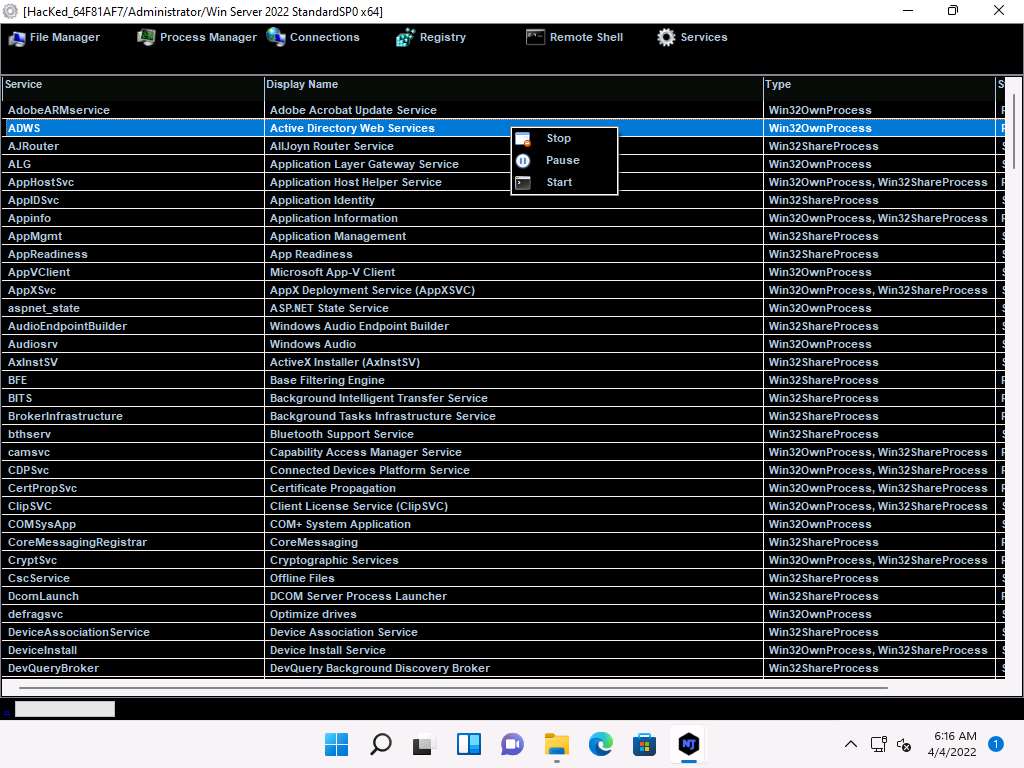 [HacKed_64F81AF7/Administrator/Win Server 2022 StandardSP0 x64]
File Manager Process Manager Connections Registry Remote Shell Services
Service Display Name Type S
AdobeARMservice Adobe Acrobat Update Service Win32OwnProcess
ADWS Active Directory Web Services Win32OwnProcess
AJRouter AllJoyn Router Service Win32ShareProcess
ALG Application Layer Gateway Service Win32OwnProcess
AppHostSvc Application Host Helper Service Win32OwnProcess, Win32ShareProcess
AppIDSvc Application Identity Win32ShareProcess
Appinfo Application Information Win32OwnProcess, Win32ShareProcess
AppMgmt Application Management Win32ShareProcess
AppReadiness App Readiness Win32ShareProcess
AppVClient Microsoft App-V Client Win32OwnProcess
AppXSvc AppX Deployment Service (AppXSVC) Win32OwnProcess, Win32ShareProcess
aspnet_state ASP.NET State Service Win32OwnProcess
AudioEndpointBuilder Windows Audio Endpoint Builder Win32ShareProcess
Audiosrv Windows Audio Win32OwnProcess
AxInstSV ActiveX Installer (AxInstSV) Win32ShareProcess
BFE Base Filtering Engine Win32ShareProcess
BITS Background Intelligent Transfer Service Win32ShareProcess
BrokerInfrastructure Background Tasks Infrastructure Service Win32ShareProcess
bthserv Bluetooth Support Service Win32ShareProcess
camsvc Capability Access Manager Service Win32OwnProcess, Win32ShareProcess
CDPSvc Connected Devices Platform Service Win32OwnProcess, Win32ShareProcess
CertPropSvc Certificate Propagation Win32OwnProcess, Win32ShareProcess
ClipSVC Client License Service (ClipSVC) Win32OwnProcess, Win32ShareProcess
COMSysApp COM+ System Application Win32OwnProcess
CoreMessagingRegistrar CoreMessaging Win32ShareProcess
CryptSvc Cryptographic Services Win32OwnProcess, Win32ShareProcess
CscService Offline Files Win32ShareProcess
DcomLaunch DCOM Server Process Launcher Win32ShareProcess
defragsvc Optimize drives Win32OwnProcess
DeviceAssociationService Device Association Service Win32ShareProcess
DeviceInstall Device Install Service Win32OwnProcess, Win32ShareProcess
DevQueryBroker DevQuery Background Discovery Broker Win32ShareProcess
Stop
Pause
Start
NT
6:16 AM
4/4/2022
1